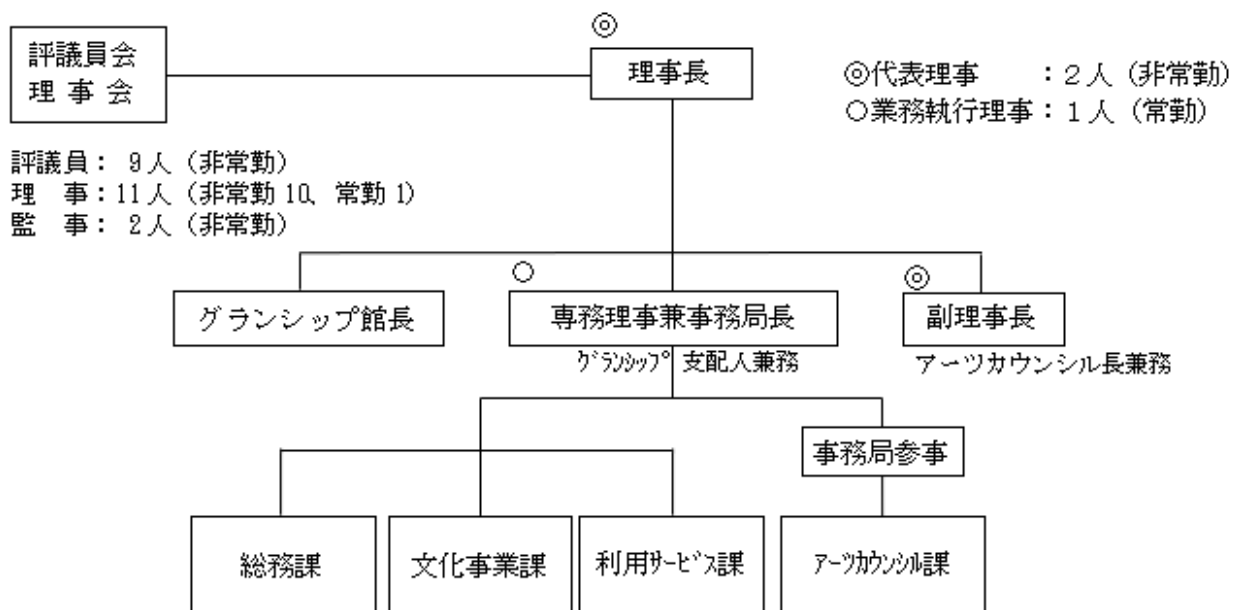 評議員会
理事会
◎
理事長
◎代表理事 :2人(非常勤)
○業務執行理事:1人(常勤)
評議員: 9人(非常勤)
理 事:11人(非常勤10、常勤1)
監 事: 2人(非常勤)
グランシップ館長
○
専務理事兼事務局長
グランシップ 支配人兼務
◎
副理事長
アーツカウンシル長兼務
事務局参事
総務課
文化事業課
利用サービス課
アーツカウンシル課